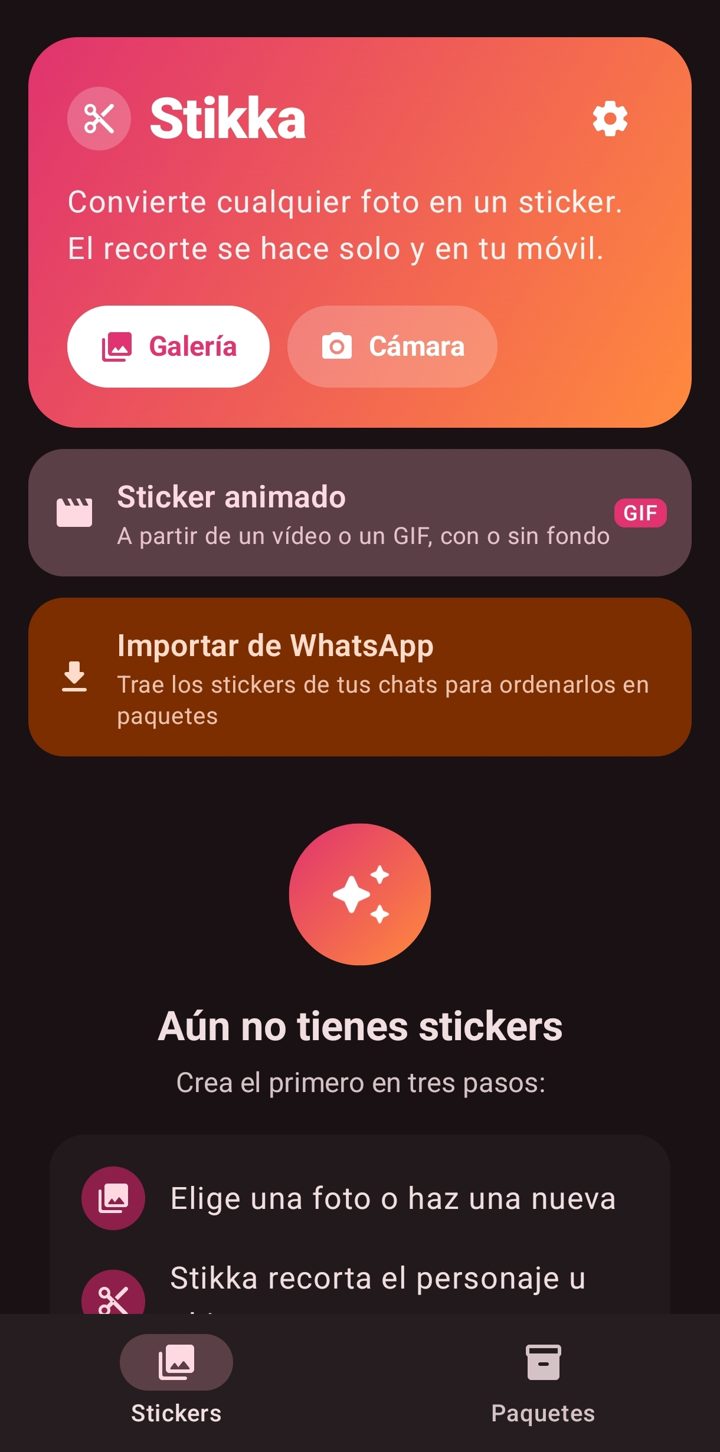 Stikka
Convierte cualquier foto en un sticker.
El recorte se hace solo y en tu móvil.
Galería
Cámara
Sticker animado
A partir de un vídeo o un GIF, con o sin fondo
GIF
Importar de WhatsApp
Trae los stickers de tus chats para ordenarlos en
paquetes
Aún no tienes stickers
Crea el primero en tres pasos:
Elige una foto o haz una nueva
Stikka recorta el personaje u
Stickers
Paquetes